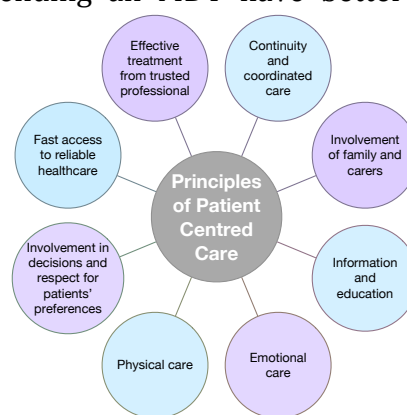 have better
Effective
treatment
from trusted
professional
Continuity
and
coordinated
care
Fast access
to reliable
healthcare
Principles
of Patient
Centred
Care
Involvement
of family and
carers
Involvement in
decisions and
respect for
patients'
preferences
Information
and
education
Physical care
Emotional
care